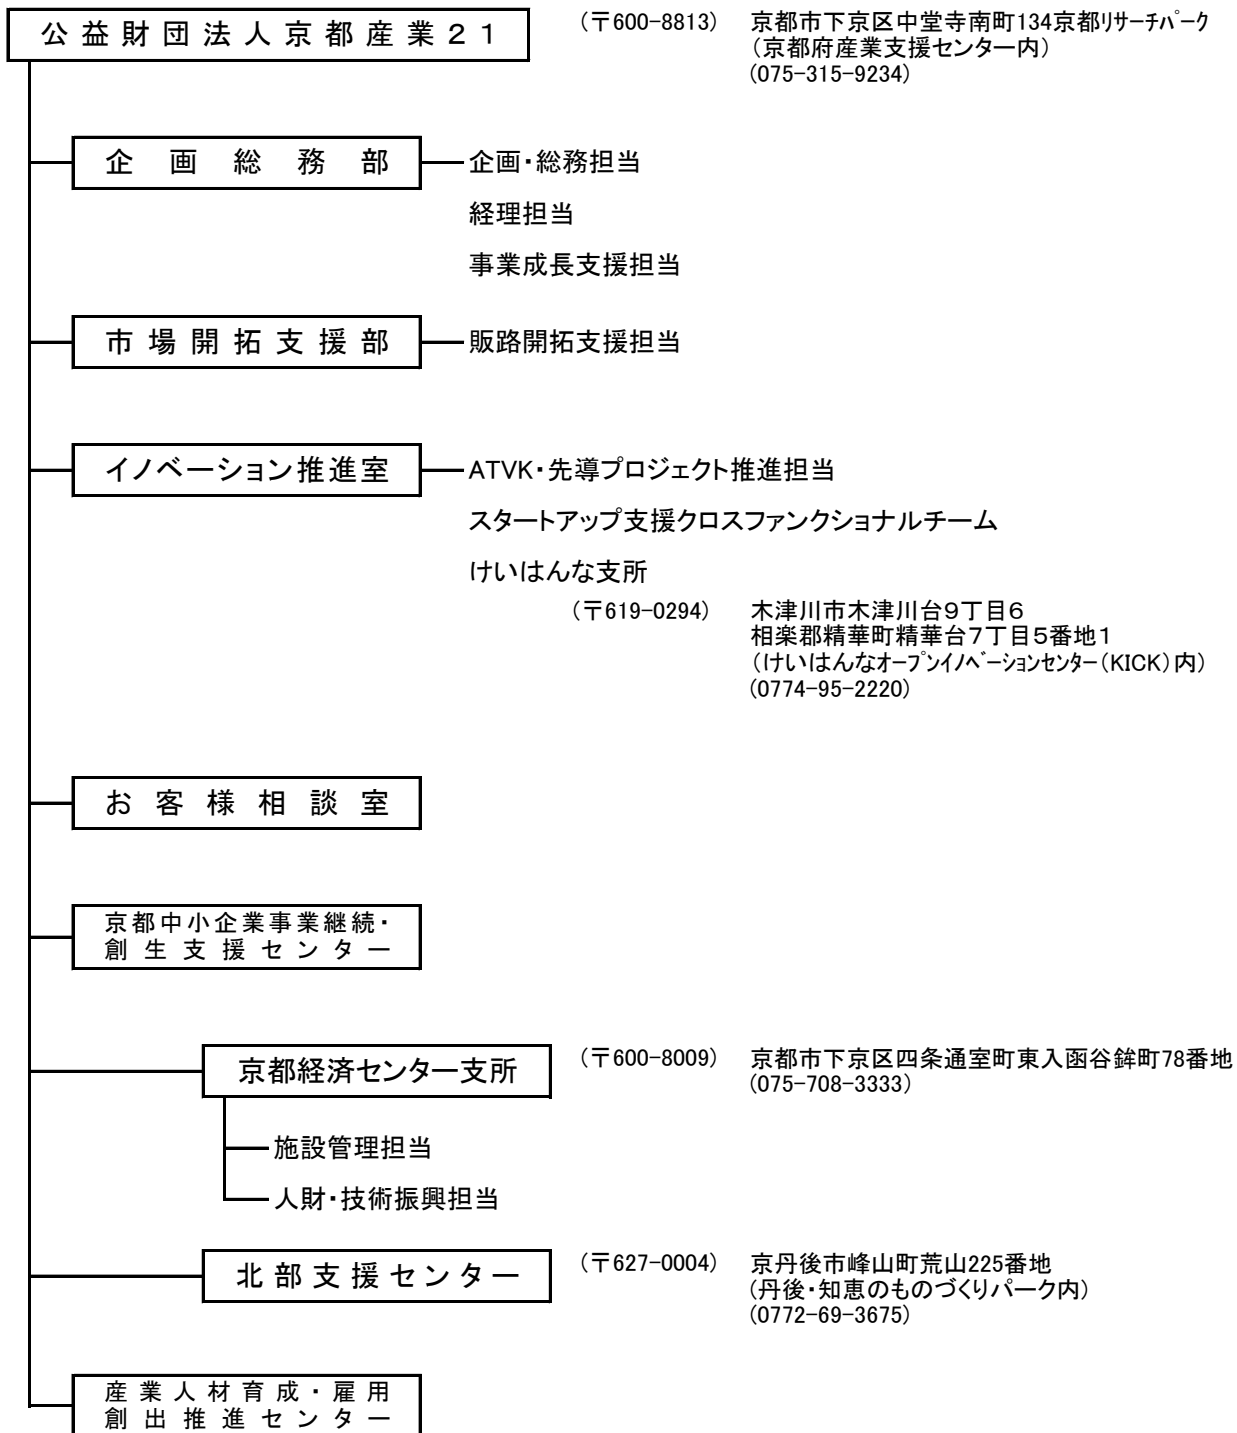 公益財団法人京都産業２１
（〒600-8813） 京都市下京区中堂寺南町134京都ﾘｻｰﾁﾊﾟｰｸ
（京都府産業支援センター内）
(075-315-9234)
企画総務部 企画・総務担当
経理担当
事業成長支援担当
市場開拓支援部 販路開拓支援担当
イノベーション推進室 ATVK・先導プロジェクト推進担当
スタートアップ支援クロスファンクショナルチーム
けいはんな支所
（〒619-0294） 木津川市木津川台９丁目６
相楽郡精華町精華台７丁目５番地１
（けいはんなｵｰﾌﾟﾝｲﾉﾍﾞｰｼｮﾝｾﾝﾀｰ（KICK）内）
(0774-95-2220)
お客様相談室
京都中小企業事業継続・
創生支援センター
京都経済センター支所 （〒600-8009） 京都市下京区四条通室町東入函谷鉾町78番地
(075-708-3333)
施設管理担当
人財・技術振興担当
北部支援センター （〒627-0004） 京丹後市峰山町荒山225番地
(丹後・知恵のものづくりパーク内)
(0772-69-3675)
産業人材育成・雇用
創出推進センター